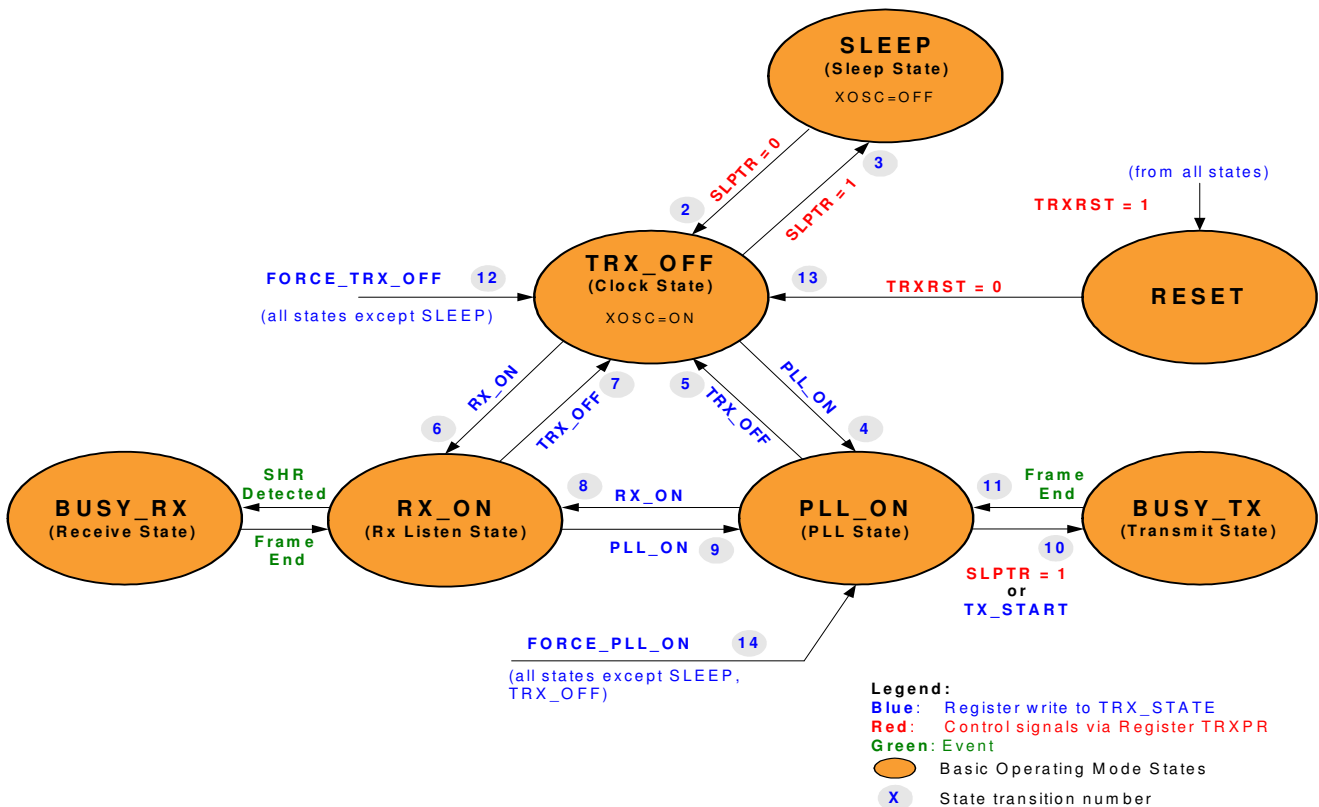 SLEEP
(Sleep State)
XOSC=OFF
SLPTR = 0
3
SLPTR = 1
2
(from all states)
TRXRST = 1
TRX_OFF
(Clock State)
XOSC=ON
FORCE_TRX_OFF 12
(all states except SLEEP)
13
TRXRST = 0
RESET
RX_ON
7
TRX_OFF
6
5
TRX_OFF
PLL_ON
4
BUSY_RX
(Receive State)
SHR
Detected
Frame
End
RX_ON
(Rx Listen State)
8
RX_ON
PLL_ON 9
PLL_ON
(PLL State)
11
Frame
End
10
SLPTR = 1
or
TX_START
BUSY_TX
(Transmit State)
FORCE_PLL_ON 14
(all states except SLEEP,
TRX_OFF)
Legend:
Blue: Register write to TRX_STATE
Red: Control signals via Register TRXPR
Green: Event
Basic Operating Mode States
X State transition number